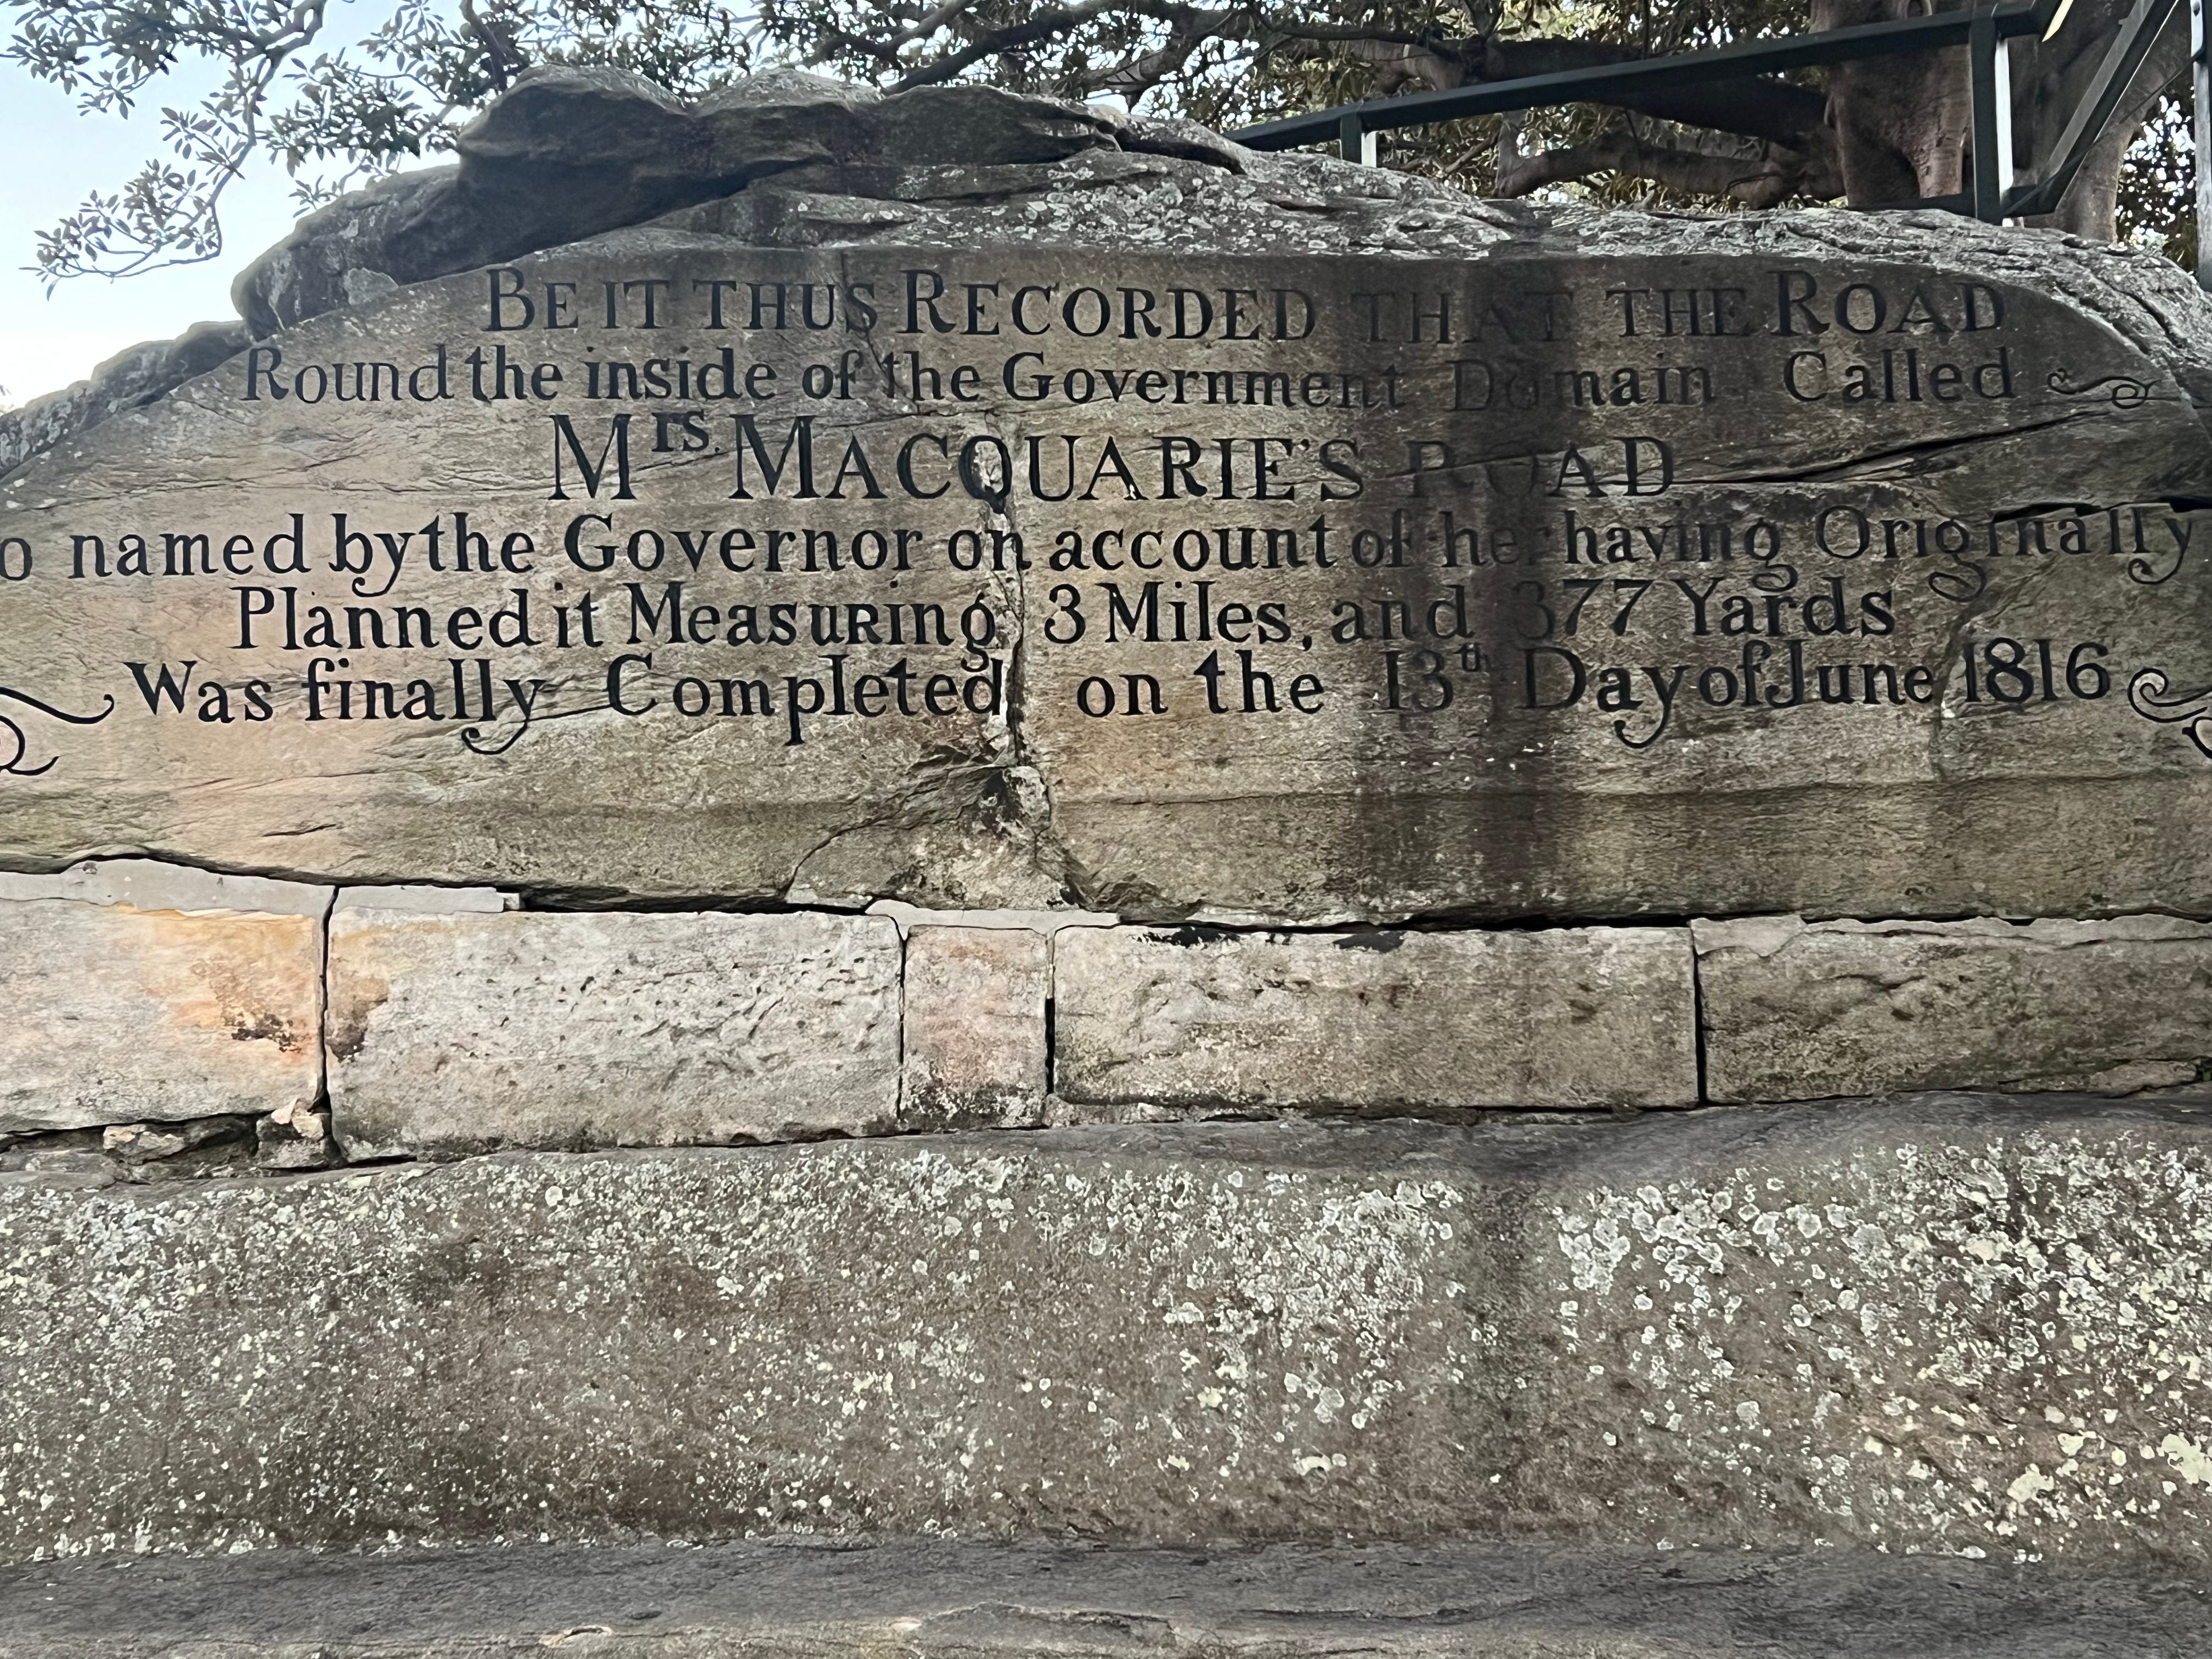 BE IT THUS RECORDED THAT THE ROAD
Round the inside of the Government Domain Called
Mrs. MACQUARIE'S ROAD
o named by the Governor on account of her having Originally
Planned it Measuring 3 Miles, and 377 Yards
Was finally Completed on the 13th Day of June 1816